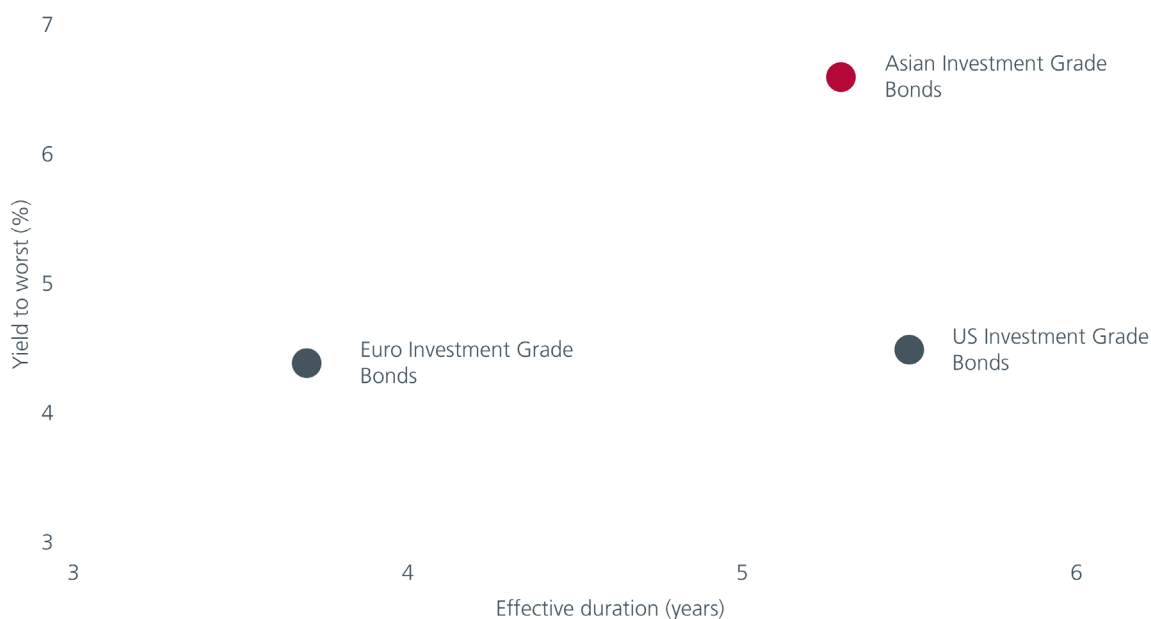 7
Asian Investment Grade
Bonds
6
Yield to worst (%)
5
US Investment Grade
Bonds
Euro Investment Grade
Bonds
4
3
3 4 5 6
Effective duration (years)